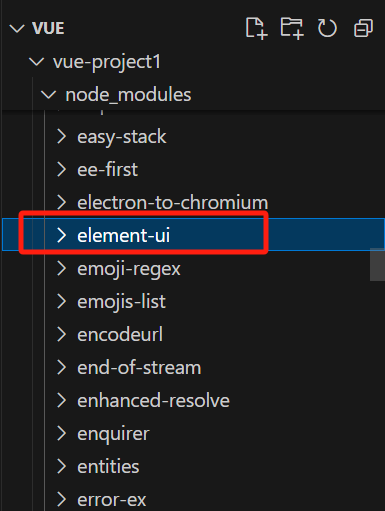 VUE
vue-project1
node_modules
easy-stack
ee-first
electron-to-chromium
element-ui
emoji-regex
emojis-list
encodeurl
end-of-stream
enhanced-resolve
enquirer
entities
error-ex